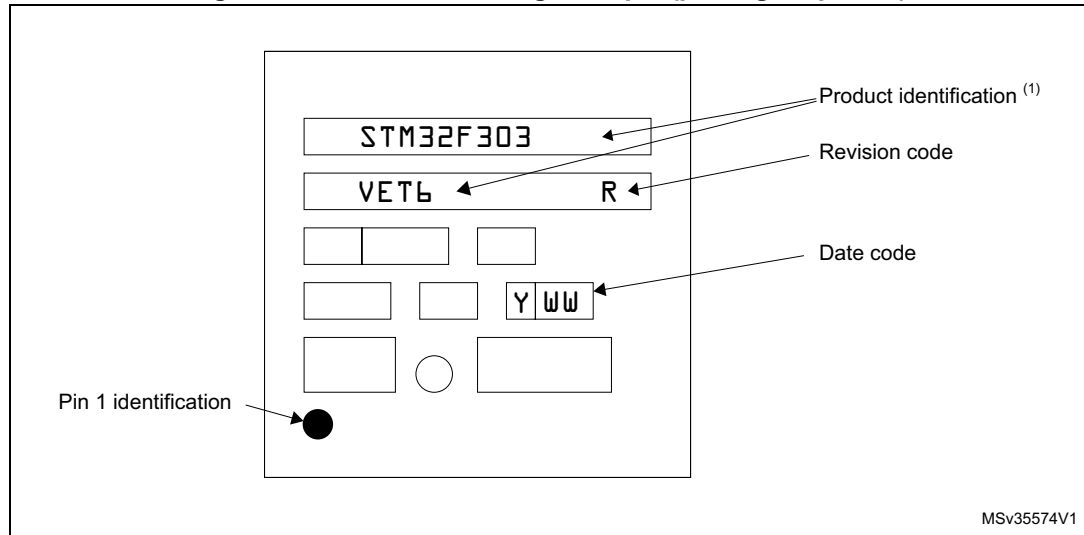 Product identification (1)
STM32F303
Revision code
VET6 R
Date code
Y WW
Pin 1 identification
MSv35574V1